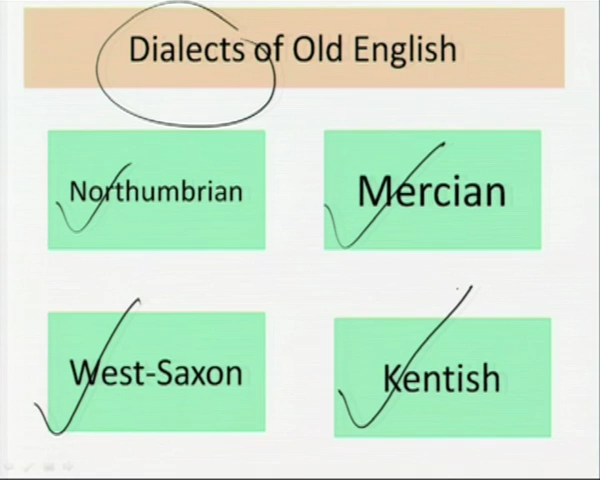 Dialects of Old English
Northumbrian
Mercian
West-Saxon
Kentish